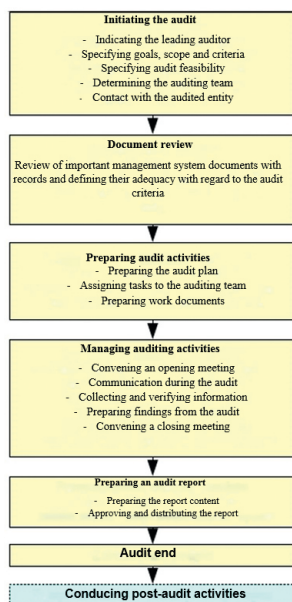 Initiating the audit
- Indicating the leading auditor
- Specifying goals, scope and criteria
- Specifying audit feasibility
- Determining the auditing team
- Contact with the audited entity
Document review
Review of important management system documents with
records and defining their adequacy with regard to the audit
criteria
Preparing audit activities
- Preparing the audit plan
- Assigning tasks to the auditing team
- Preparing work documents
Managing auditing activities
- Convening an opening meeting
- Communication during the audit
- Collecting and verifying information
- Preparing findings from the audit
- Convening a closing meeting
Preparing an audit report
- Preparing the report content
- Approving and distributing the report
Audit end
Conducing post-audit activities